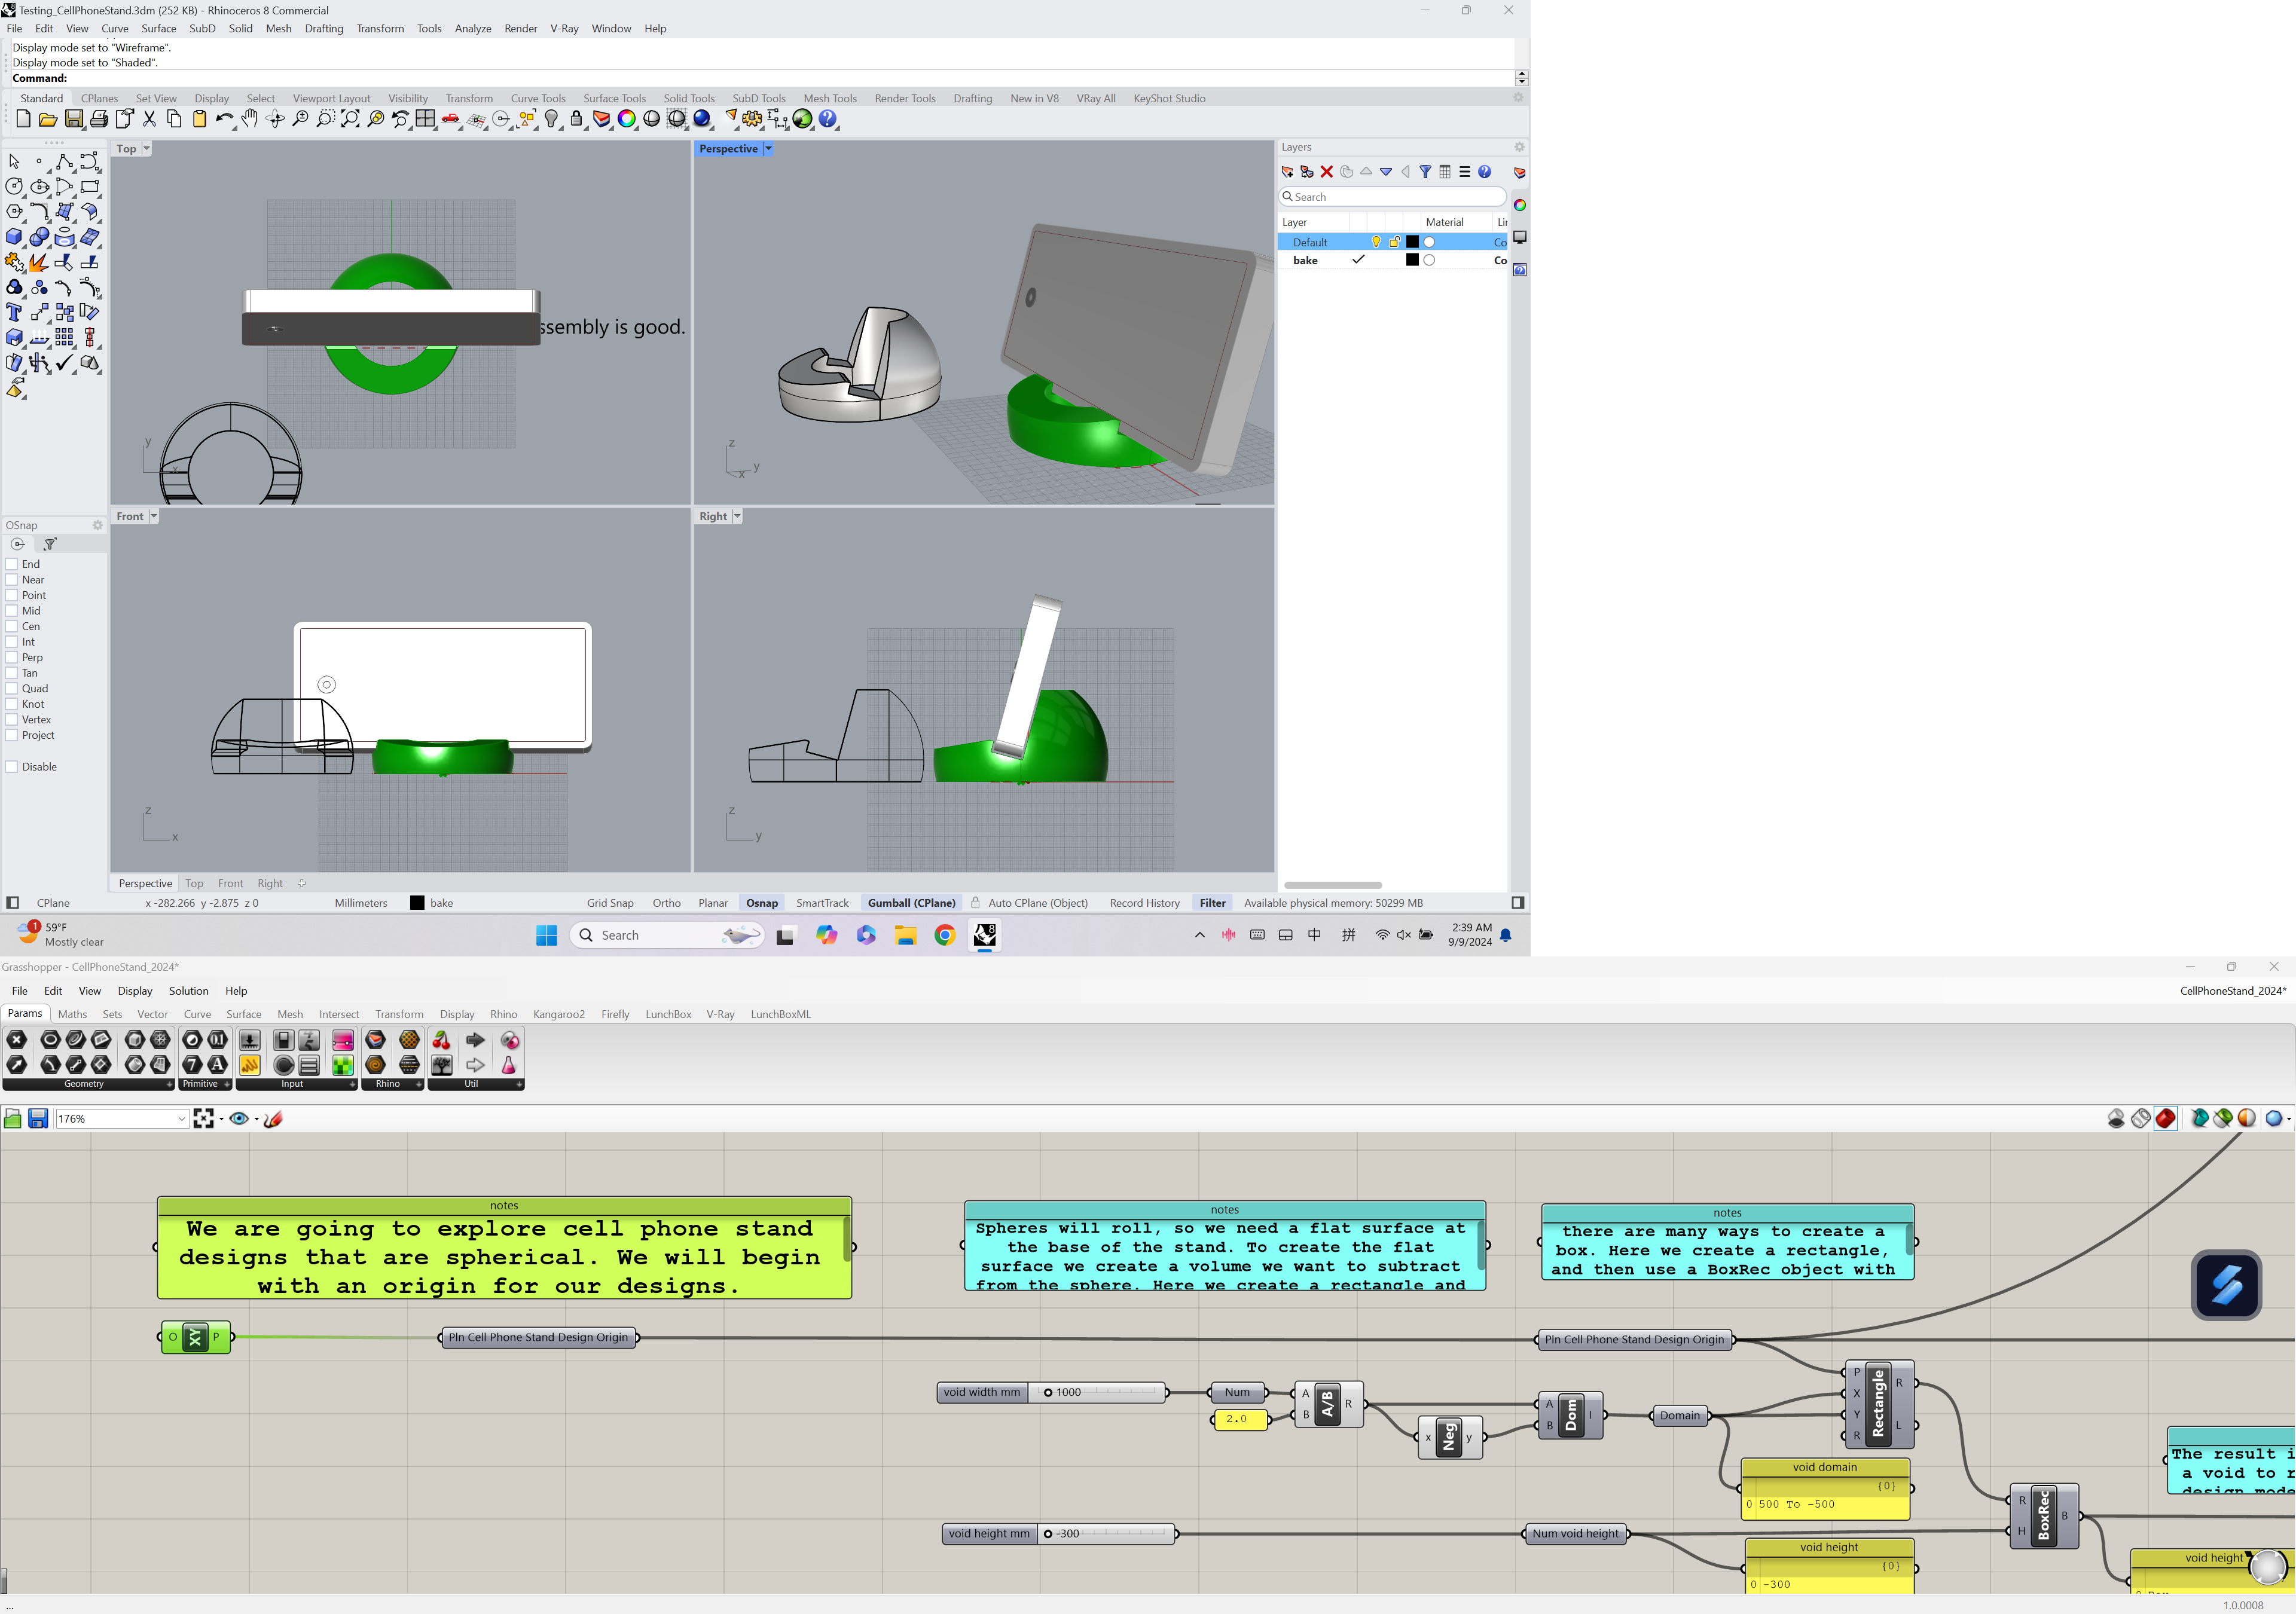 Testing_CellPhoneStand.3dm (252 KB) - Rhinoceros 8 Commercial
File Edit View Curve Surface SubD Solid Mesh Drafting Transform Tools Analyze Render V-Ray Window Help
Display mode set to "Wireframe".
Display mode set to "Shaded".
Command:
Standard CPlanes Set View Display Select Viewport Layout Visibility Transform Curve Tools Surface Tools Solid Tools SubD Tools Mesh Tools Render Tools Drafting New in V8 VRay All KeyShot Studio
Top
ssembly is good.
y
x
Perspective
z
x y
Front
z
x
Right
z
y
Layers
Search
Layer Material Lir
Default Co
bake Co
OSnap
End
Near
Point
Mid
Cen
Int
Perp
Tan
Quad
Knot
Vertex
Project
Disable
Perspective Top Front Right
CPlane x -282.266 y -2.875 z 0 Millimeters bake Grid Snap Ortho Planar Osnap SmartTrack Gumball (CPlane) Auto CPlane (Object) Record History Filter Available physical memory: 50299 MB
1
59°F
Mostly clear
Search
8
中
拼
2:39 AM
9/9/2024
Grasshopper - CellPhoneStand_2024*
File Edit View Display Solution Help
CellPhoneStand_2024*
Params Maths Sets Vector Curve Surface Mesh Intersect Transform Display Rhino Kangaroo2 Firefly LunchBox V-Ray LunchBoxML
Geometry Primitive Input Rhino Util
176%
notes
We are going to explore cell phone stand
designs that are spherical. We will begin
with an origin for our designs.
notes
Spheres will roll, so we need a flat surface at
the base of the stand. To create the flat
surface we create a volume we want to subtract
from the sphere. Here we create a rectangle and
notes
there are many ways to create a
box. Here we create a rectangle,
and then use a BoxRec object with
O XY P
Pln Cell Phone Stand Design Origin
Pln Cell Phone Stand Design Origin
void width mm 1000
Num
2.0
A B A/B R
x Neg y
A B Dom I
Domain
P X Y R Rectangle R L
void domain
{0}
0 500 To -500
The result i
a void to r
design mode
void height mm -300
Num void height
R H BoxRec B
void height
{0}
0 -300
void height
...
1.0.0008